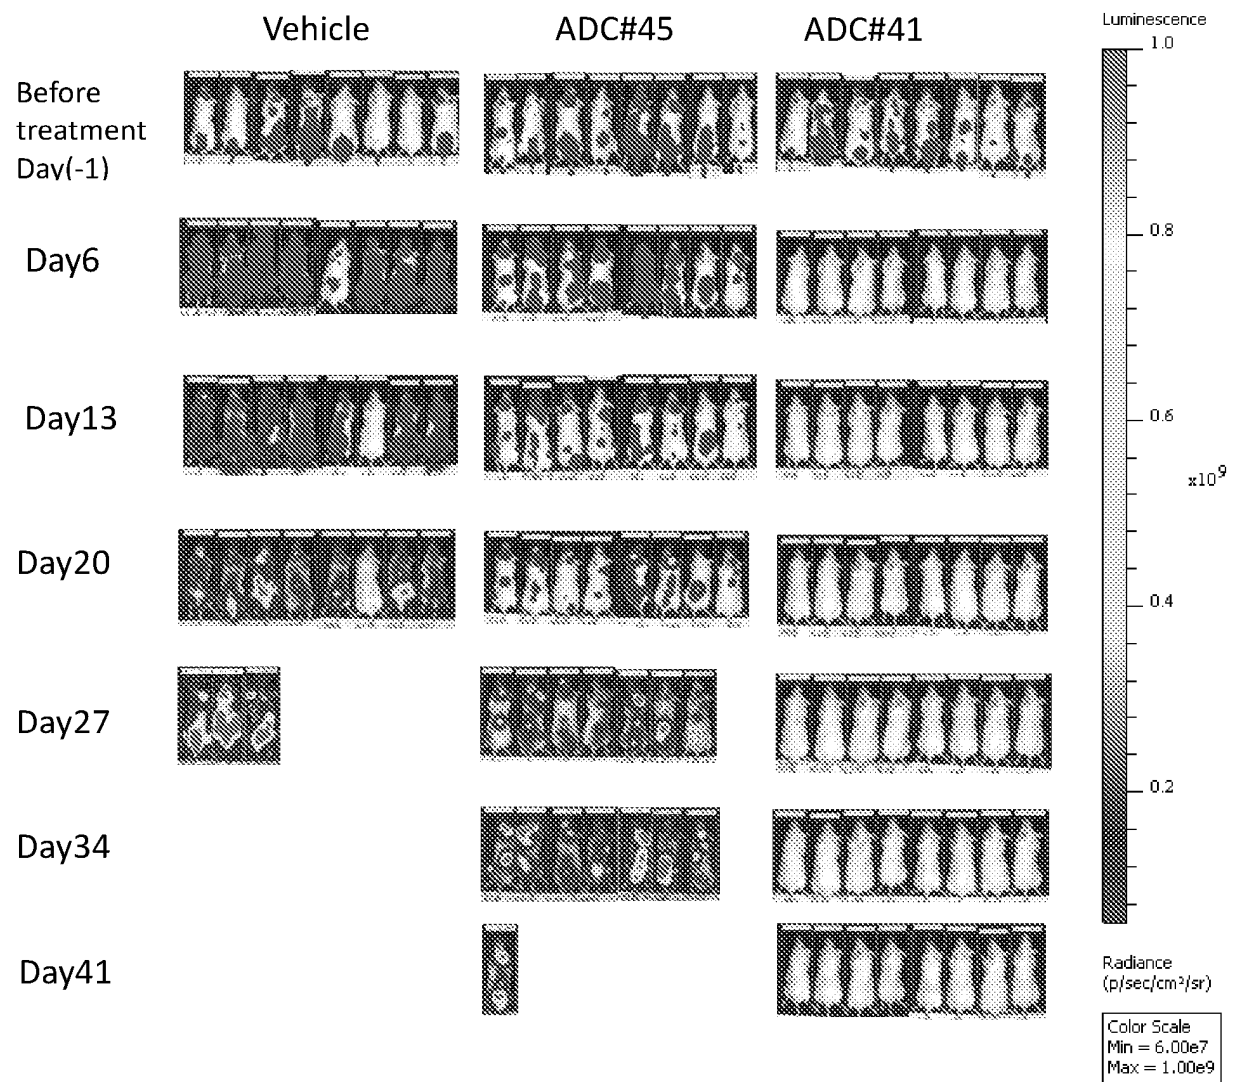 Vehicle
ADC#45
ADC#41
Luminescence
1.0
Before
treatment
Day(-1)
0.8
Day6
0.6
Day13
x10⁹
Day20
0.4
Day27
0.2
Day34
Day41
Radiance
(p/sec/cm²/sr)
Color Scale
Min = 6.00e7
Max = 1.00e9